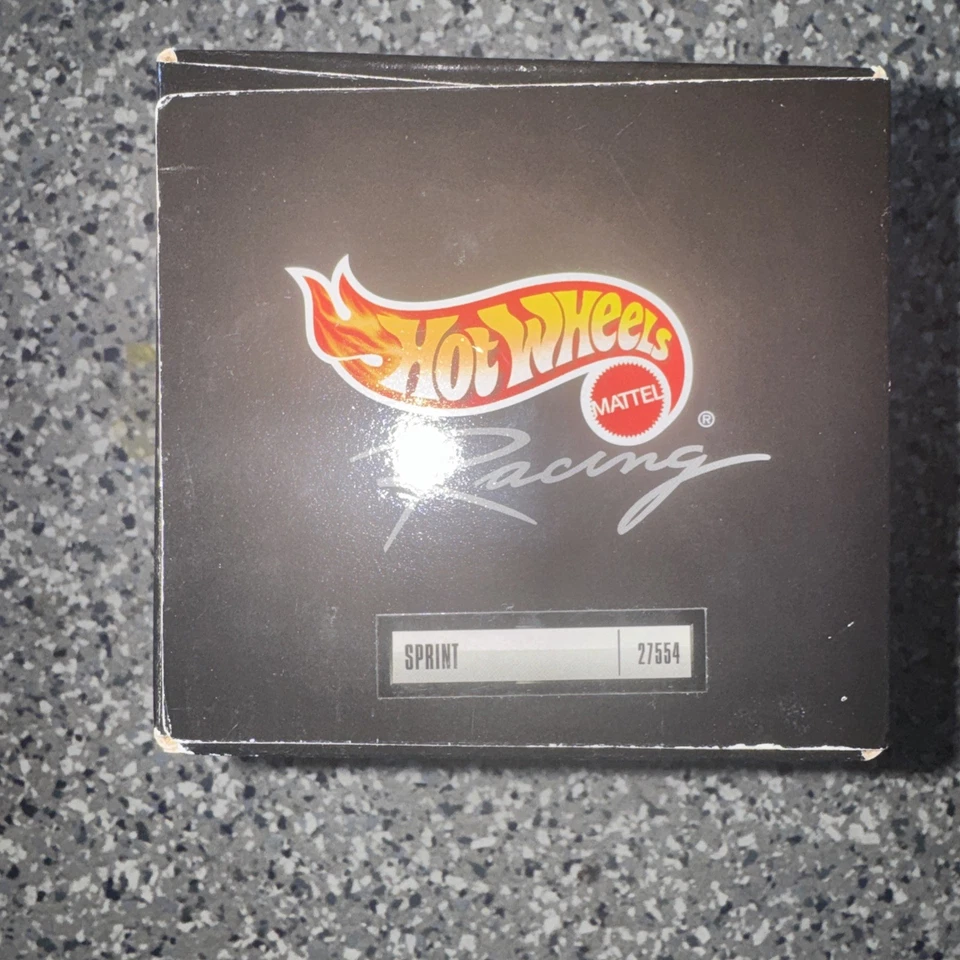 Hot Wheels
MATTEL
®
Racing
SPRINT 27554